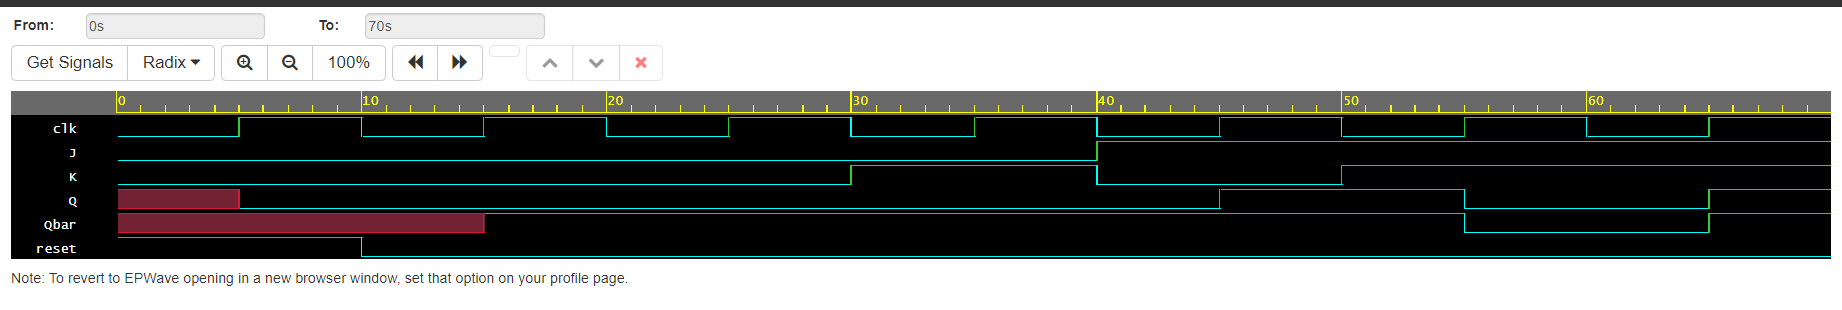 From: 0s To: 70s
Get Signals Radix 100%
0 10 20 30 40 50 60
clk
J
K
Q
Qbar
reset
Note: To revert to EPWave opening in a new browser window, set that option on your profile page.